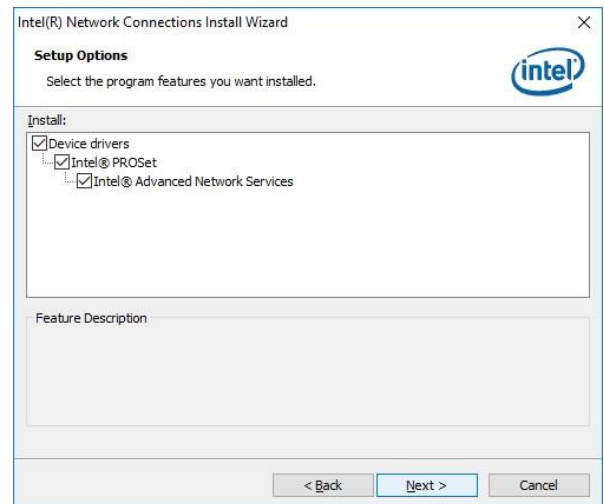 Intel(R) Network Connections Install Wizard
Setup Options
Select the program features you want installed.
intel
Install:
Device drivers
Intel® PROSet
Intel® Advanced Network Services
Feature Description
< Back
Next >
Cancel